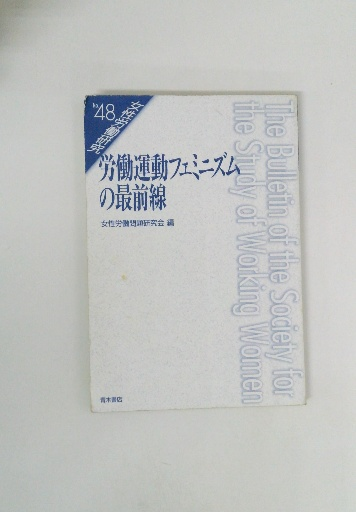 №48
女性労働研究
労働運動フェミニズム
の最前線
女性労働問題研究会 編
The Bulletin of the Society for
the Study of Working Women
青木書店